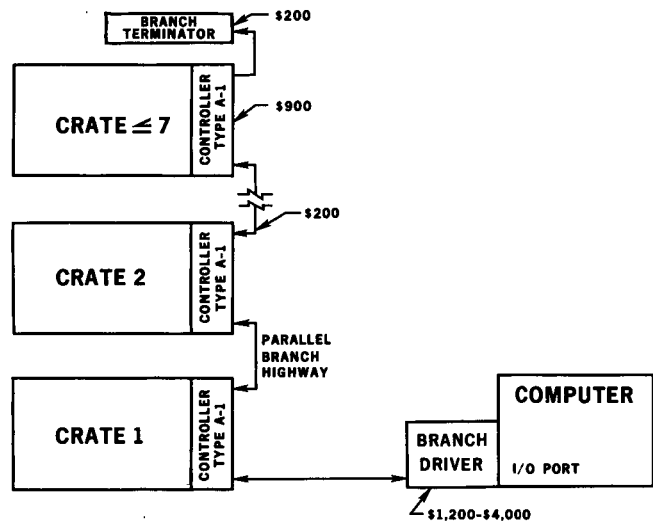 BRANCH
TERMINATOR
$200
CRATE ≦ 7
CONTROLLER
TYPE A-1
$900
$200
CRATE 2
CONTROLLER
TYPE A-1
PARALLEL
BRANCH
HIGHWAY
CRATE 1
CONTROLLER
TYPE A-1
BRANCH
DRIVER
COMPUTER
I/O PORT
$1,200-$4,000